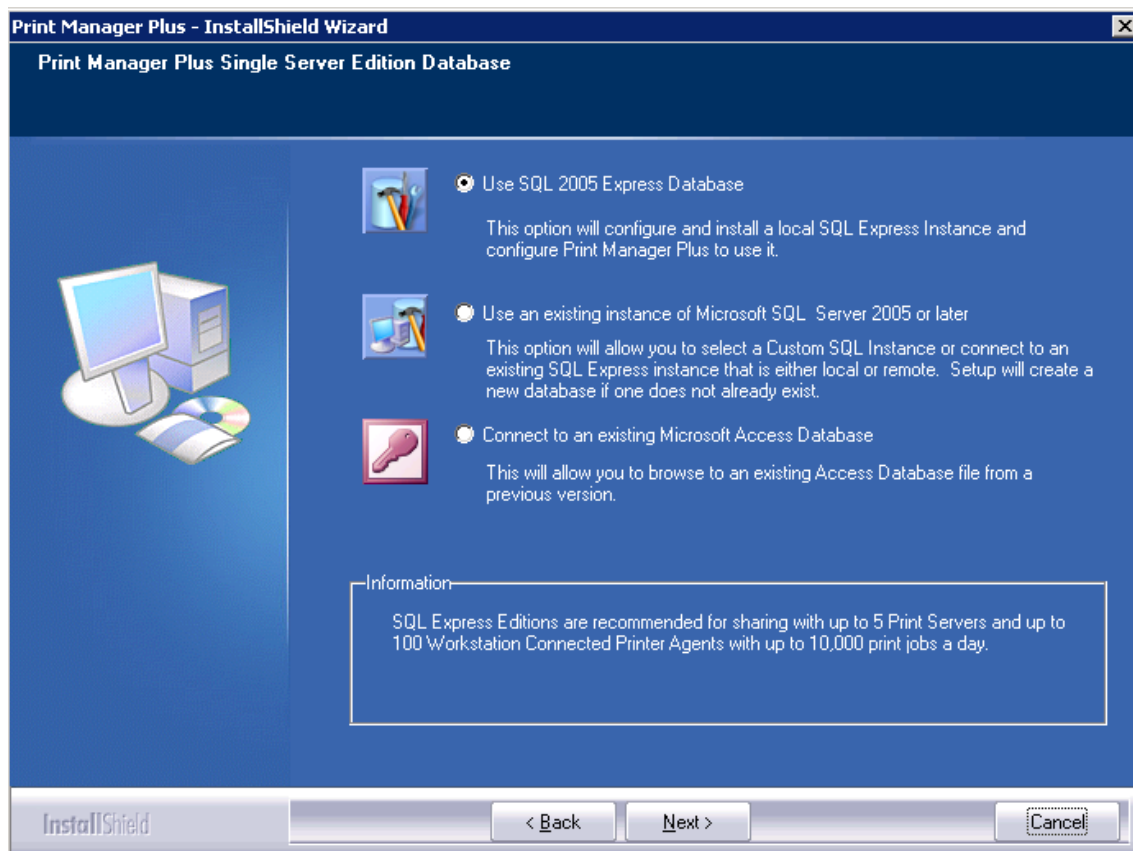 Print Manager Plus - InstallShield Wizard
Print Manager Plus Single Server Edition Database
Use SQL 2005 Express Database
This option will configure and install a local SQL Express Instance and
configure Print Manager Plus to use it.
Use an existing instance of Microsoft SQL  Server 2005 or later
This option will allow you to select a Custom SQL Instance or connect to an
existing SQL Express instance that is either local or remote.  Setup will create a
new database if one does not already exist.
Connect to an existing Microsoft Access Database
This will allow you to browse to an existing Access Database file from a
previous version.
Information
SQL Express Editions are recommended for sharing with up to 5 Print Servers and up to
100 Workstation Connected Printer Agents with up to 10,000 print jobs a day.
InstallShield
< Back
Next >
Cancel